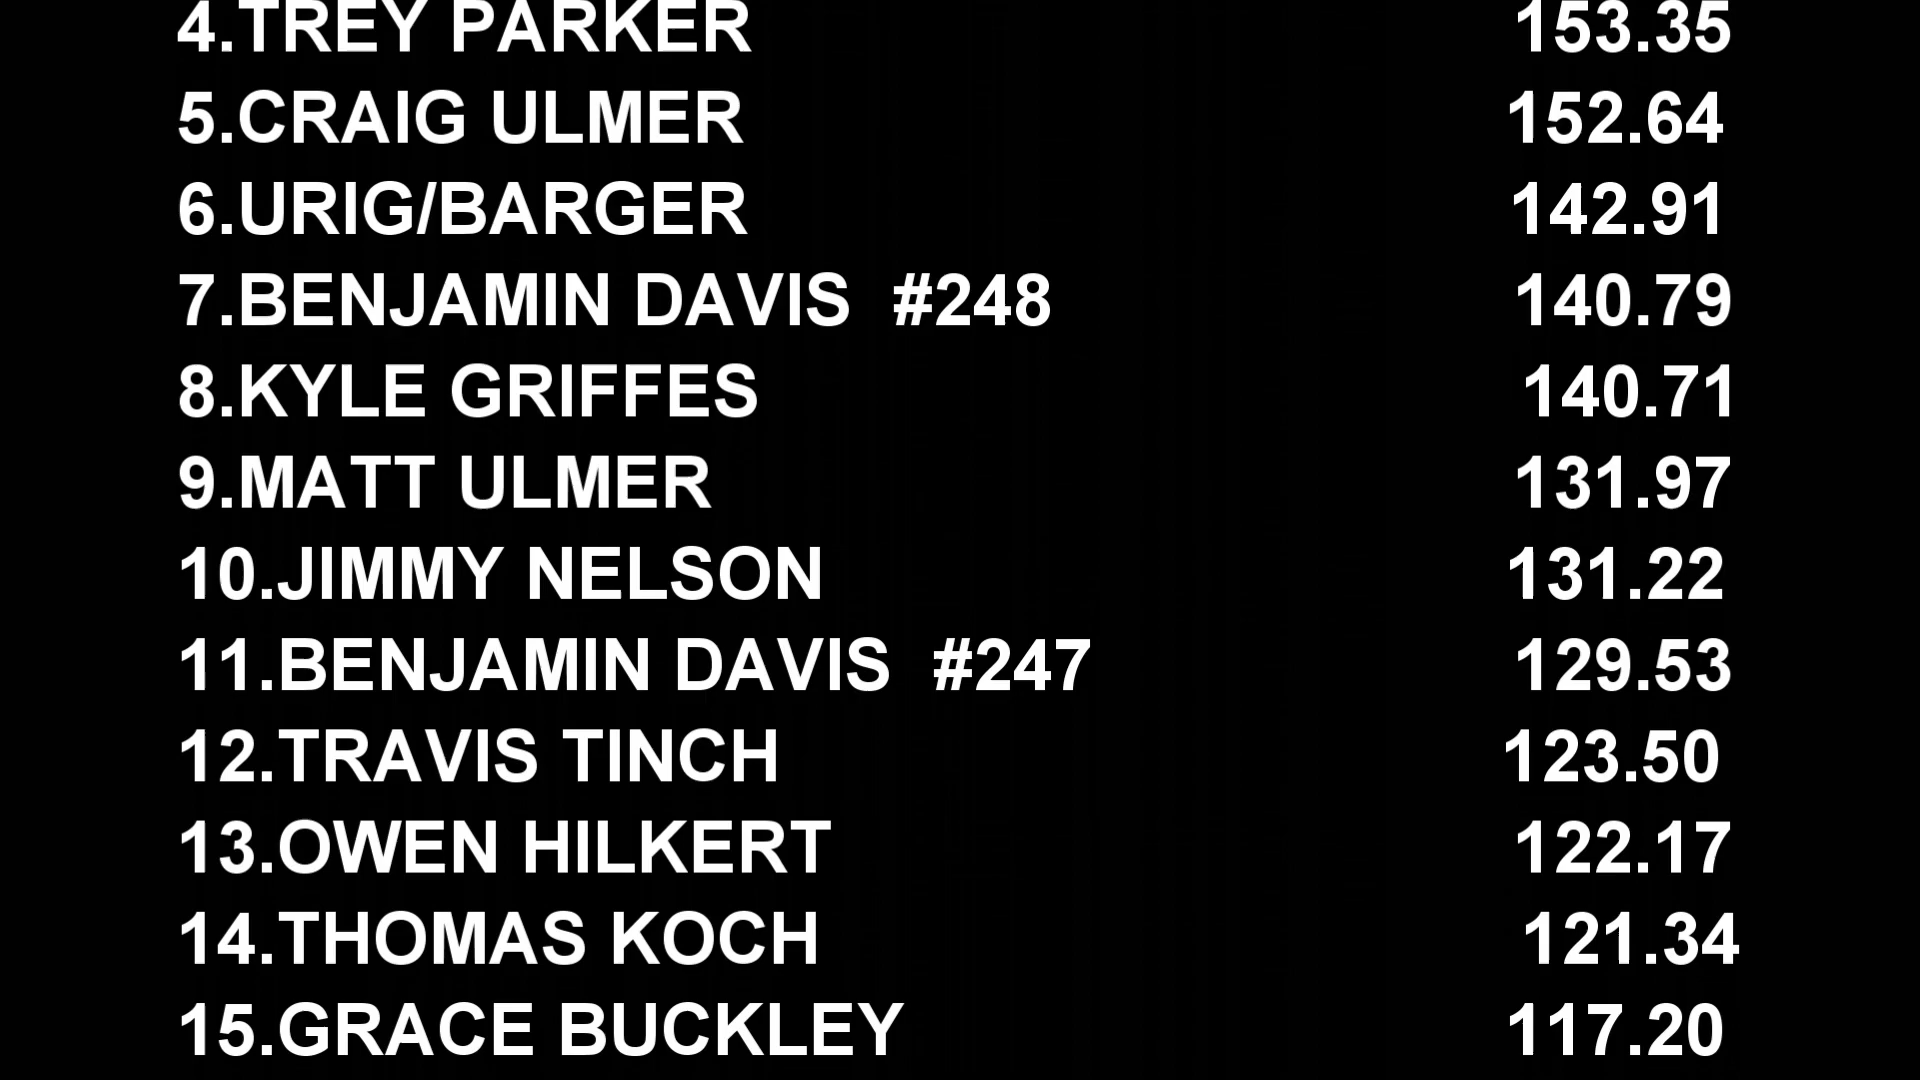 4.TREY PARKER 153.35
5.CRAIG ULMER 152.64
6.URIG/BARGER 142.91
7.BENJAMIN DAVIS #248 140.79
8.KYLE GRIFFES 140.71
9.MATT ULMER 131.97
10.JIMMY NELSON 131.22
11.BENJAMIN DAVIS #247 129.53
12.TRAVIS TINCH 123.50
13.OWEN HILKERT 122.17
14.THOMAS KOCH 121.34
15.GRACE BUCKLEY 117.20